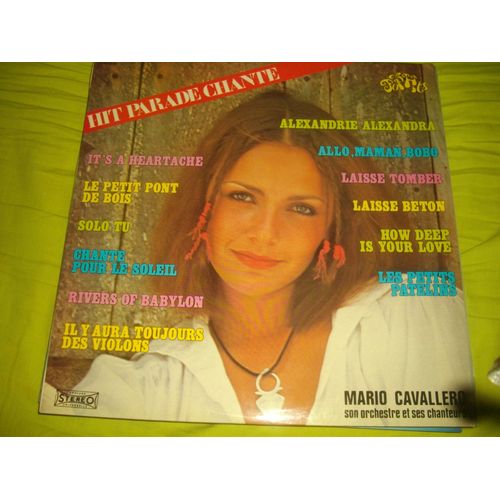 HIT PARADE CHANTE
ALEXANDRIE ALEXANDRA
ALLO, MAMAN, BOBO
LAISSE TOMBER
LAISSE BETON
HOW DEEP
IS YOUR LOVE
LES PETITS
PATELINS
IT'S A HEARTACHE
LE PETIT PONT
DE BOIS
SOLO TU
CHANTE
POUR LE SOLEIL
RIVERS OF BABYLON
IL Y AURA TOUJOURS
DES VIOLONS
STEREO
MARIO CAVALLERO
son orchestre et ses chanteurs